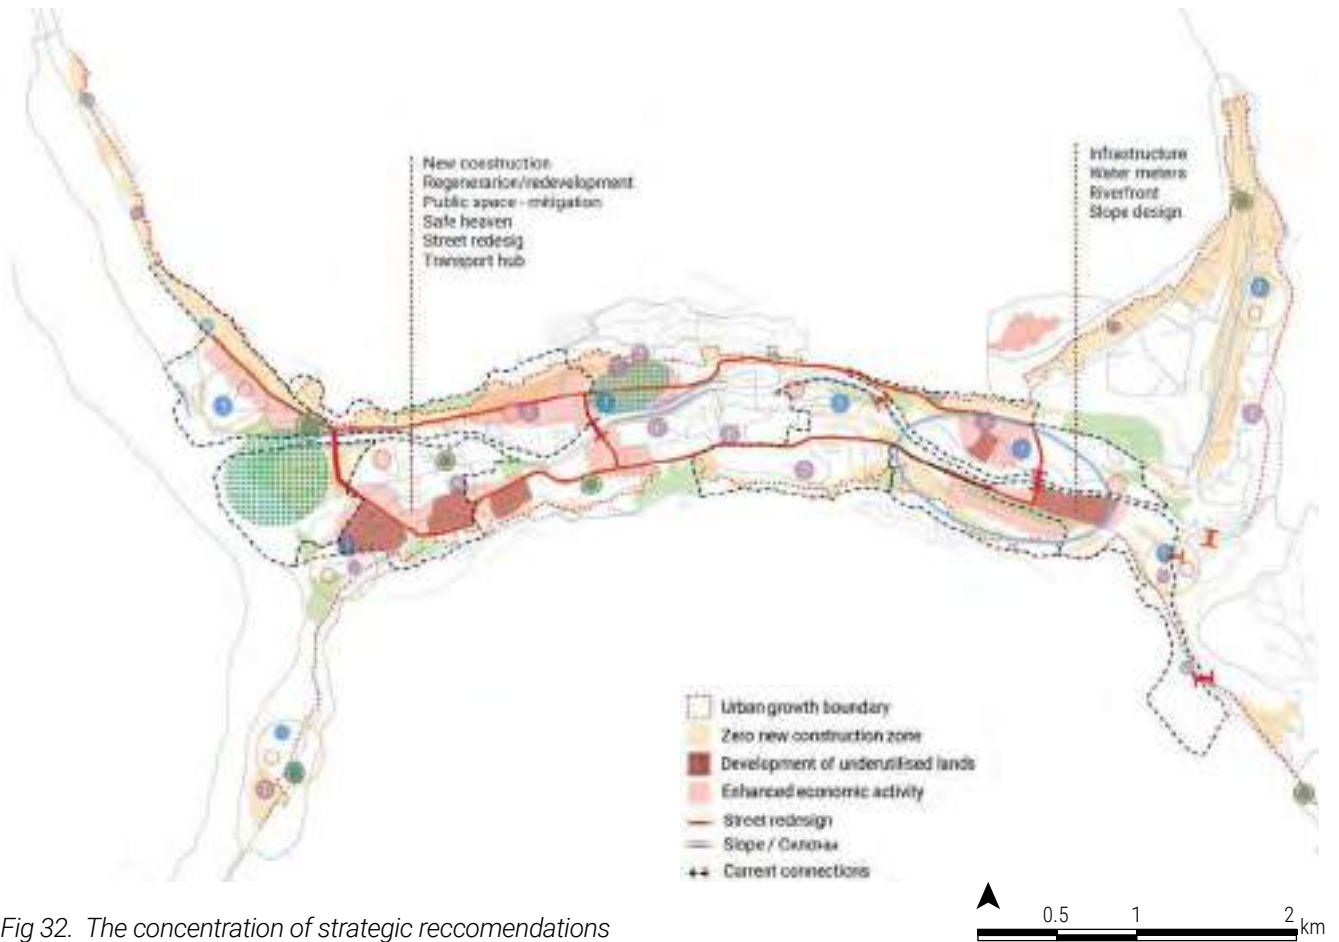 New construction
Regenerarion/redevelopment
Public space - mitigation
Safe heaven
Street redesig
Transport hub
Infrastructure
Water meters
Riverfront
Slope design
Urban growth boundary
Zero new construction zone
Development of underutilised lands
Enhanced economic activity
Street redesign
Slope / Склоны
Current connections
Fig 32. The concentration of strategic reccomendations
0.5 1 2 km